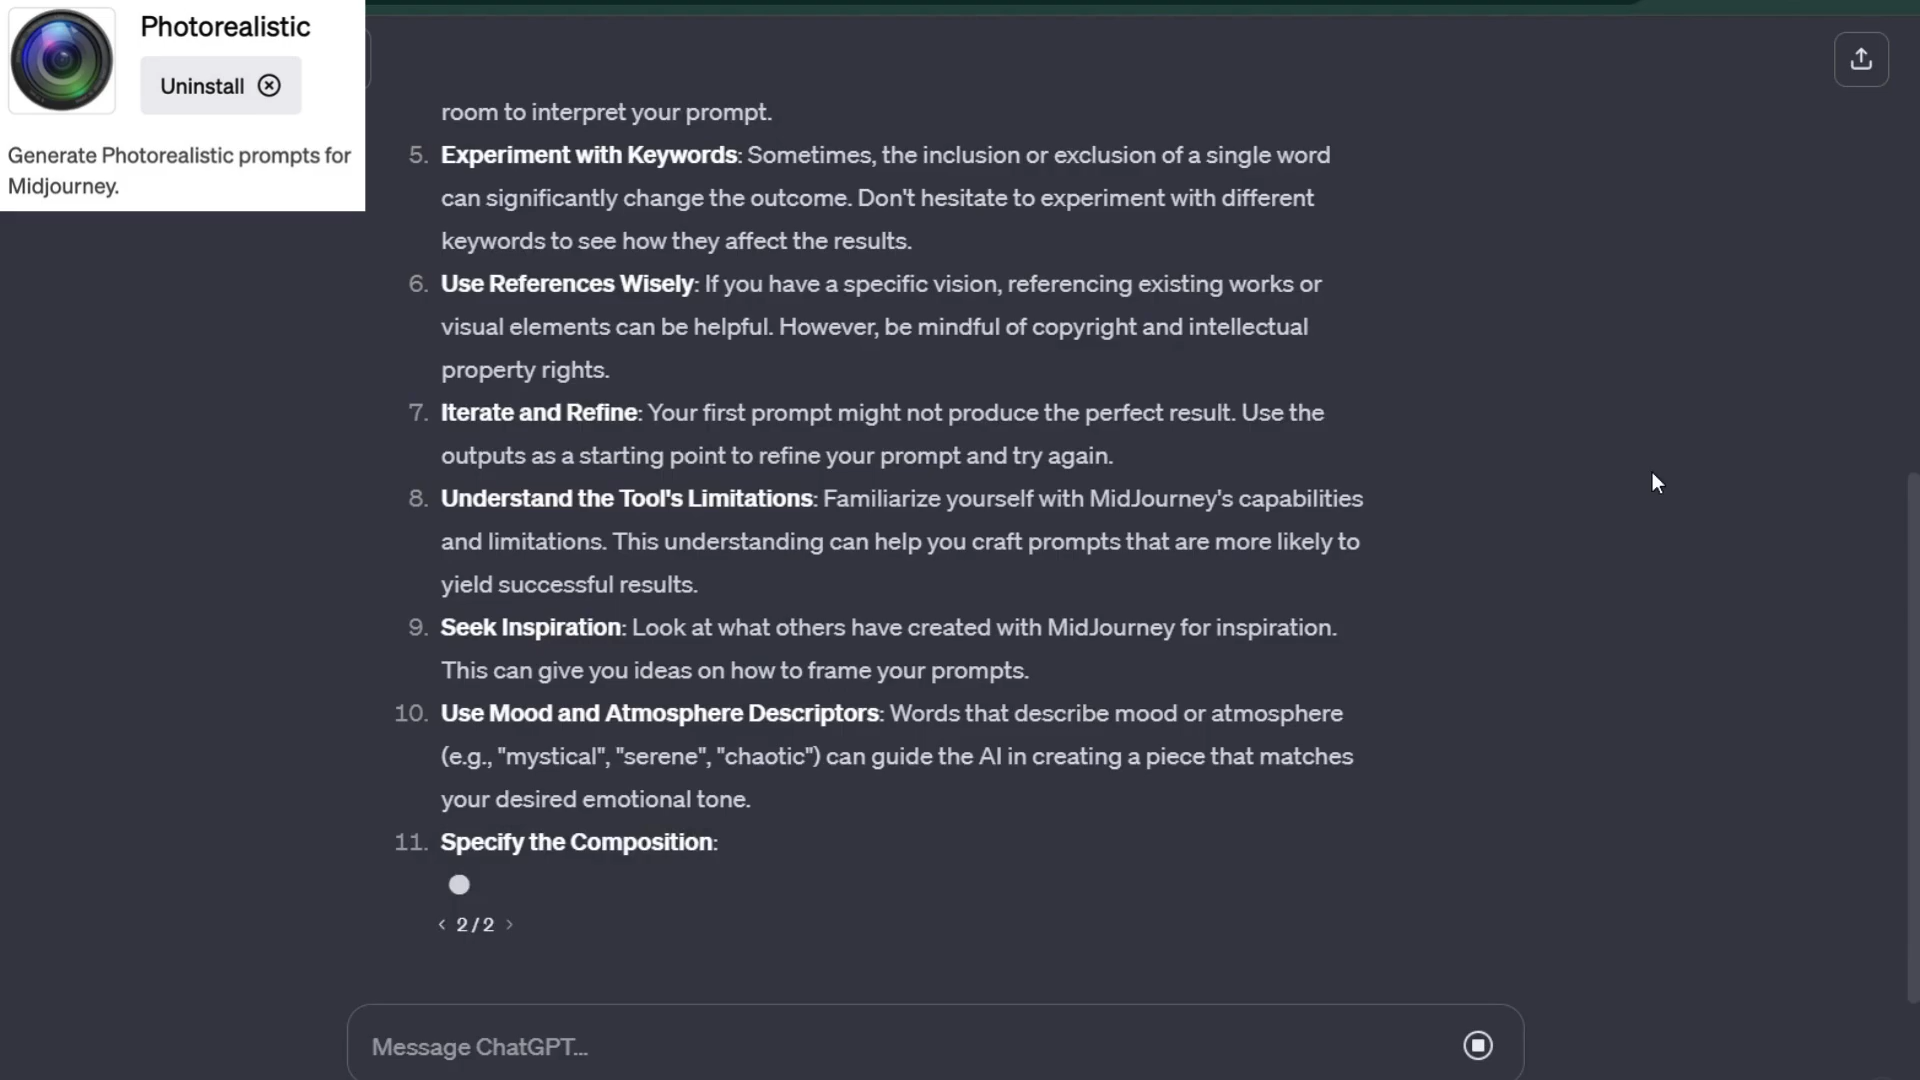 Photorealistic
Uninstall
Generate Photorealistic prompts for
Midjourney.
room to interpret your prompt.
5. Experiment with Keywords: Sometimes, the inclusion or exclusion of a single word
can significantly change the outcome. Don't hesitate to experiment with different
keywords to see how they affect the results.
6. Use References Wisely: If you have a specific vision, referencing existing works or
visual elements can be helpful. However, be mindful of copyright and intellectual
property rights.
7. Iterate and Refine: Your first prompt might not produce the perfect result. Use the
outputs as a starting point to refine your prompt and try again.
8. Understand the Tool's Limitations: Familiarize yourself with MidJourney's capabilities
and limitations. This understanding can help you craft prompts that are more likely to
yield successful results.
9. Seek Inspiration: Look at what others have created with MidJourney for inspiration.
This can give you ideas on how to frame your prompts.
10. Use Mood and Atmosphere Descriptors: Words that describe mood or atmosphere
(e.g., "mystical", "serene", "chaotic") can guide the AI in creating a piece that matches
your desired emotional tone.
11. Specify the Composition:
< 2/2 >
Message ChatGPT...